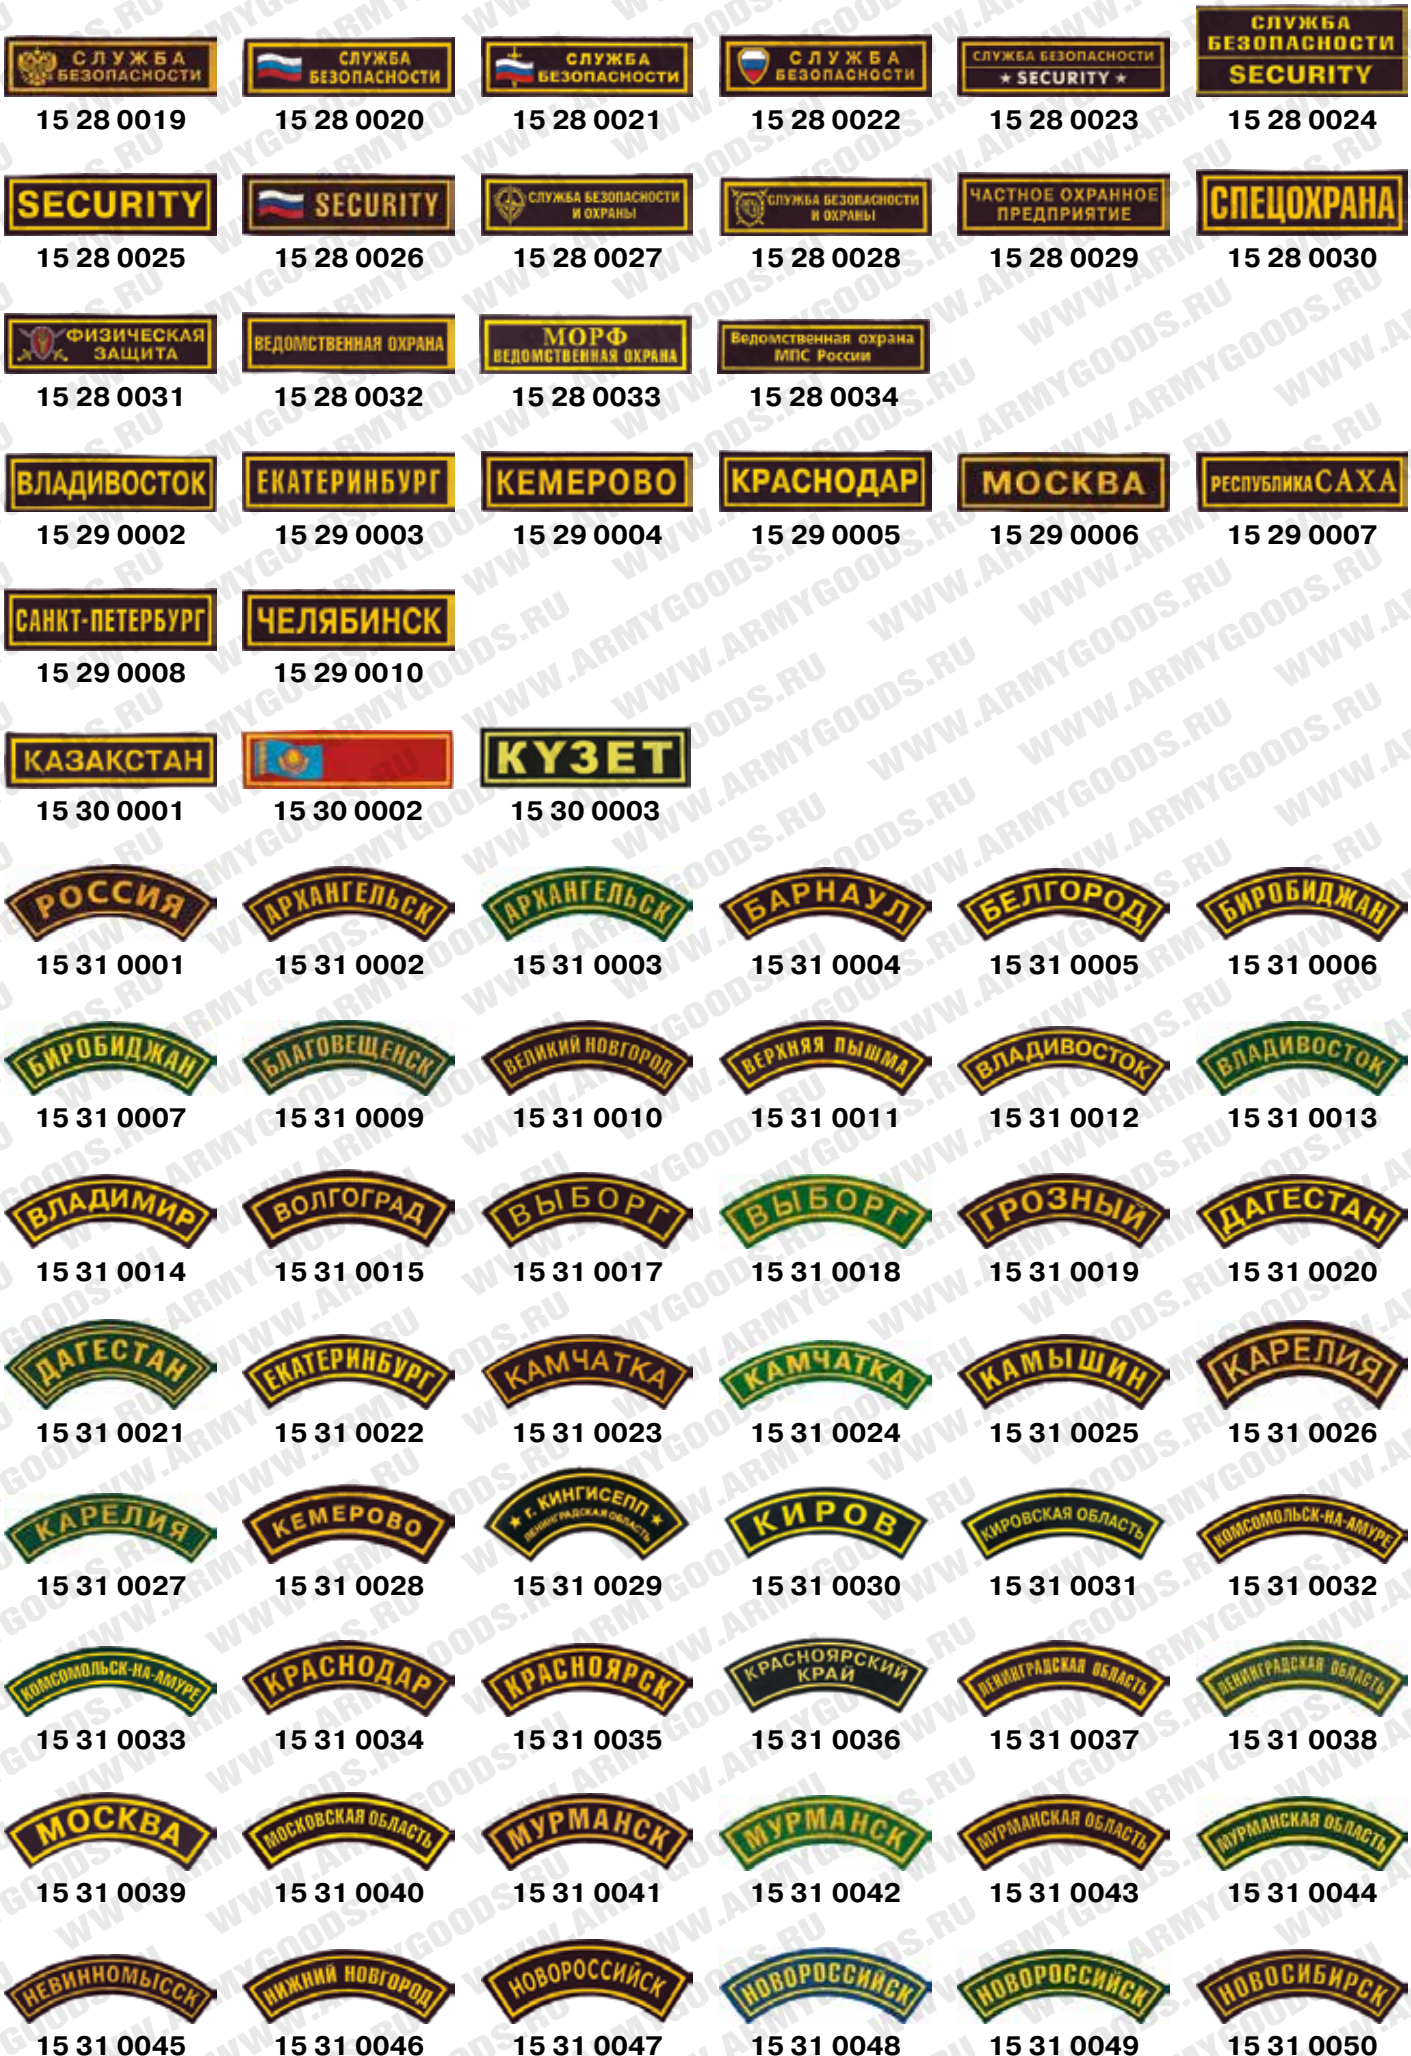 СЛУЖБА
БЕЗОПАСНОСТИ
СЛУЖБА
БЕЗОПАСНОСТИ
СЛУЖБА
БЕЗОПАСНОСТИ
СЛУЖБА
БЕЗОПАСНОСТИ
СЛУЖБА БЕЗОПАСНОСТИ
★ SECURITY ★
СЛУЖБА
БЕЗОПАСНОСТИ
SECURITY
15 28 0019 15 28 0020 15 28 0021 15 28 0022 15 28 0023 15 28 0024
SECURITY
SECURITY
СЛУЖБА БЕЗОПАСНОСТИ
И ОХРАНЫ
СЛУЖБА БЕЗОПАСНОСТИ
И ОХРАНЫ
ЧАСТНОЕ ОХРАННОЕ
ПРЕДПРИЯТИЕ
СПЕЦОХРАНА
15 28 0025 15 28 0026 15 28 0027 15 28 0028 15 28 0029 15 28 0030
ФИЗИЧЕСКАЯ
ЗАЩИТА
ВЕДОМСТВЕННАЯ ОХРАНА
МОРФ
ВЕДОМСТВЕННАЯ ОХРАНА
Ведомственная охрана
МПС России
15 28 0031 15 28 0032 15 28 0033 15 28 0034
ВЛАДИВОСТОК ЕКАТЕРИНБУРГ КЕМЕРОВО КРАСНОДАР МОСКВА РЕСПУБЛИКА САХА
15 29 0002 15 29 0003 15 29 0004 15 29 0005 15 29 0006 15 29 0007
САНКТ-ПЕТЕРБУРГ ЧЕЛЯБИНСК
15 29 0008 15 29 0010
ҚАЗАҚСТАН КҮЗЕТ
15 30 0001 15 30 0002 15 30 0003
РОССИЯ АРХАНГЕЛЬСК АРХАНГЕЛЬСК БАРНАУЛ БЕЛГОРОД БИРОБИДЖАН
15 31 0001 15 31 0002 15 31 0003 15 31 0004 15 31 0005 15 31 0006
БИРОБИДЖАН БЛАГОВЕЩЕНСК ВЕЛИКИЙ НОВГОРОД ВЕРХНЯЯ ПЫШМА ВЛАДИВОСТОК ВЛАДИВОСТОК
15 31 0007 15 31 0009 15 31 0010 15 31 0011 15 31 0012 15 31 0013
ВЛАДИМИР ВОЛГОГРАД ВЫБОРГ ВЫБОРГ ГРОЗНЫЙ ДАГЕСТАН
15 31 0014 15 31 0015 15 31 0017 15 31 0018 15 31 0019 15 31 0020
ДАГЕСТАН ЕКАТЕРИНБУРГ КАМЧАТКА КАМЧАТКА КАМЫШИН КАРЕЛИЯ
15 31 0021 15 31 0022 15 31 0023 15 31 0024 15 31 0025 15 31 0026
КАРЕЛИЯ
КЕМЕРОВО
★ г. КИНГИСЕПП ★
ЛЕНИНГРАДСКАЯ ОБЛАСТЬ
КИРОВ
КИРОВСКАЯ ОБЛАСТЬ
КОМСОМОЛЬСК-НА-АМУРЕ
15 31 0027 15 31 0028 15 31 0029 15 31 0030 15 31 0031 15 31 0032
КОМСОМОЛЬСК-НА-АМУРЕ
КРАСНОДАР
КРАСНОЯРСК
КРАСНОЯРСКИЙ
КРАЙ
ЛЕНИНГРАДСКАЯ ОБЛАСТЬ
ЛЕНИНГРАДСКАЯ ОБЛАСТЬ
15 31 0033 15 31 0034 15 31 0035 15 31 0036 15 31 0037 15 31 0038
МОСКВА МОСКОВСКАЯ ОБЛАСТЬ МУРМАНСК МУРМАНСК МУРМАНСКАЯ ОБЛАСТЬ МУРМАНСКАЯ ОБЛАСТЬ
15 31 0039 15 31 0040 15 31 0041 15 31 0042 15 31 0043 15 31 0044
НЕВИННОМЫССК НИЖНИЙ НОВГОРОД НОВОРОССИЙСК НОВОРОССИЙСК НОВОРОССИЙСК НОВОСИБИРСК
15 31 0045 15 31 0046 15 31 0047 15 31 0048 15 31 0049 15 31 0050
WWW.ARMYGOODS.RU